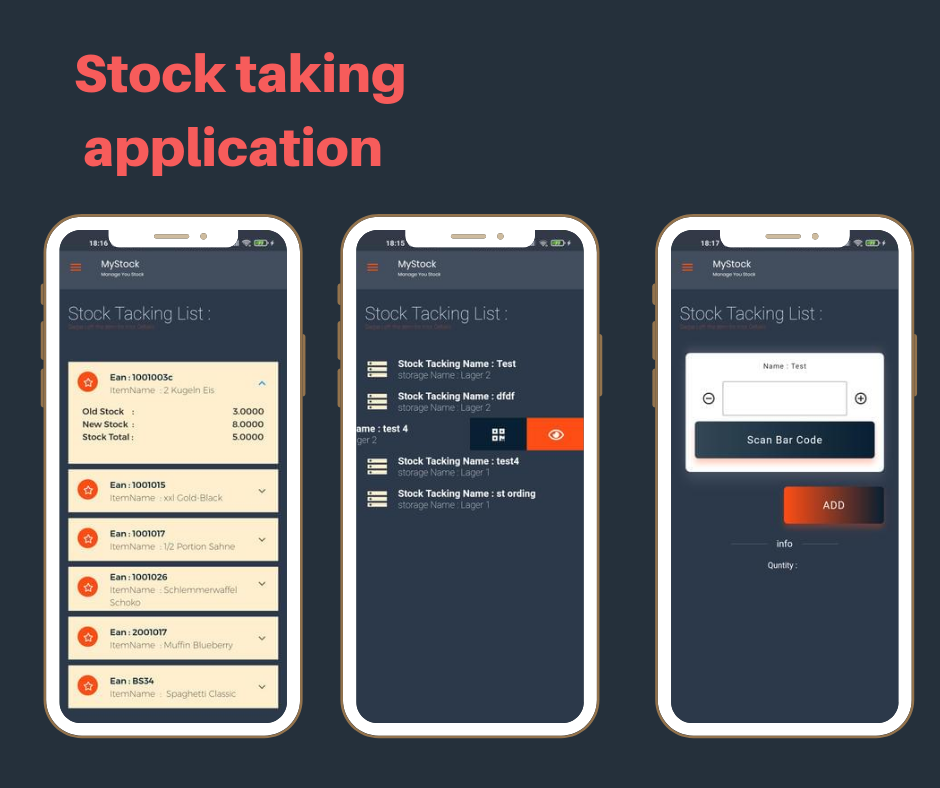 Stock taking
application
18:16
MyStock
Manage You Stock
Stock Tacking List :
Ean : 1001003c
ItemName : 2 Kugeln Eis
Old Stock : 3.0000
New Stock : 8.0000
Stock Total : 5.0000
Ean : 1001015
ItemName : xxl Gold-Black
Ean : 1001017
ItemName : 1/2 Portion Sahne
Ean : 1001026
ItemName : Schlemmerwaffel
Schoko
Ean : 2001017
ItemName : Muffin Blueberry
Ean : BS34
ItemName : Spaghetti Classic
18:15
MyStock
Manage You Stock
Stock Tacking List :
Stock Tacking Name : Test
storage Name : Lager 2
Stock Tacking Name : dfdf
storage Name : Lager 2
ame : test 4
ger 2
Stock Tacking Name : test4
storage Name : Lager 1
Stock Tacking Name : st ording
storage Name : Lager 1
18:17
MyStock
Manage You Stock
Stock Tacking List :
Name : Test
Scan Bar Code
ADD
info
Quntity :